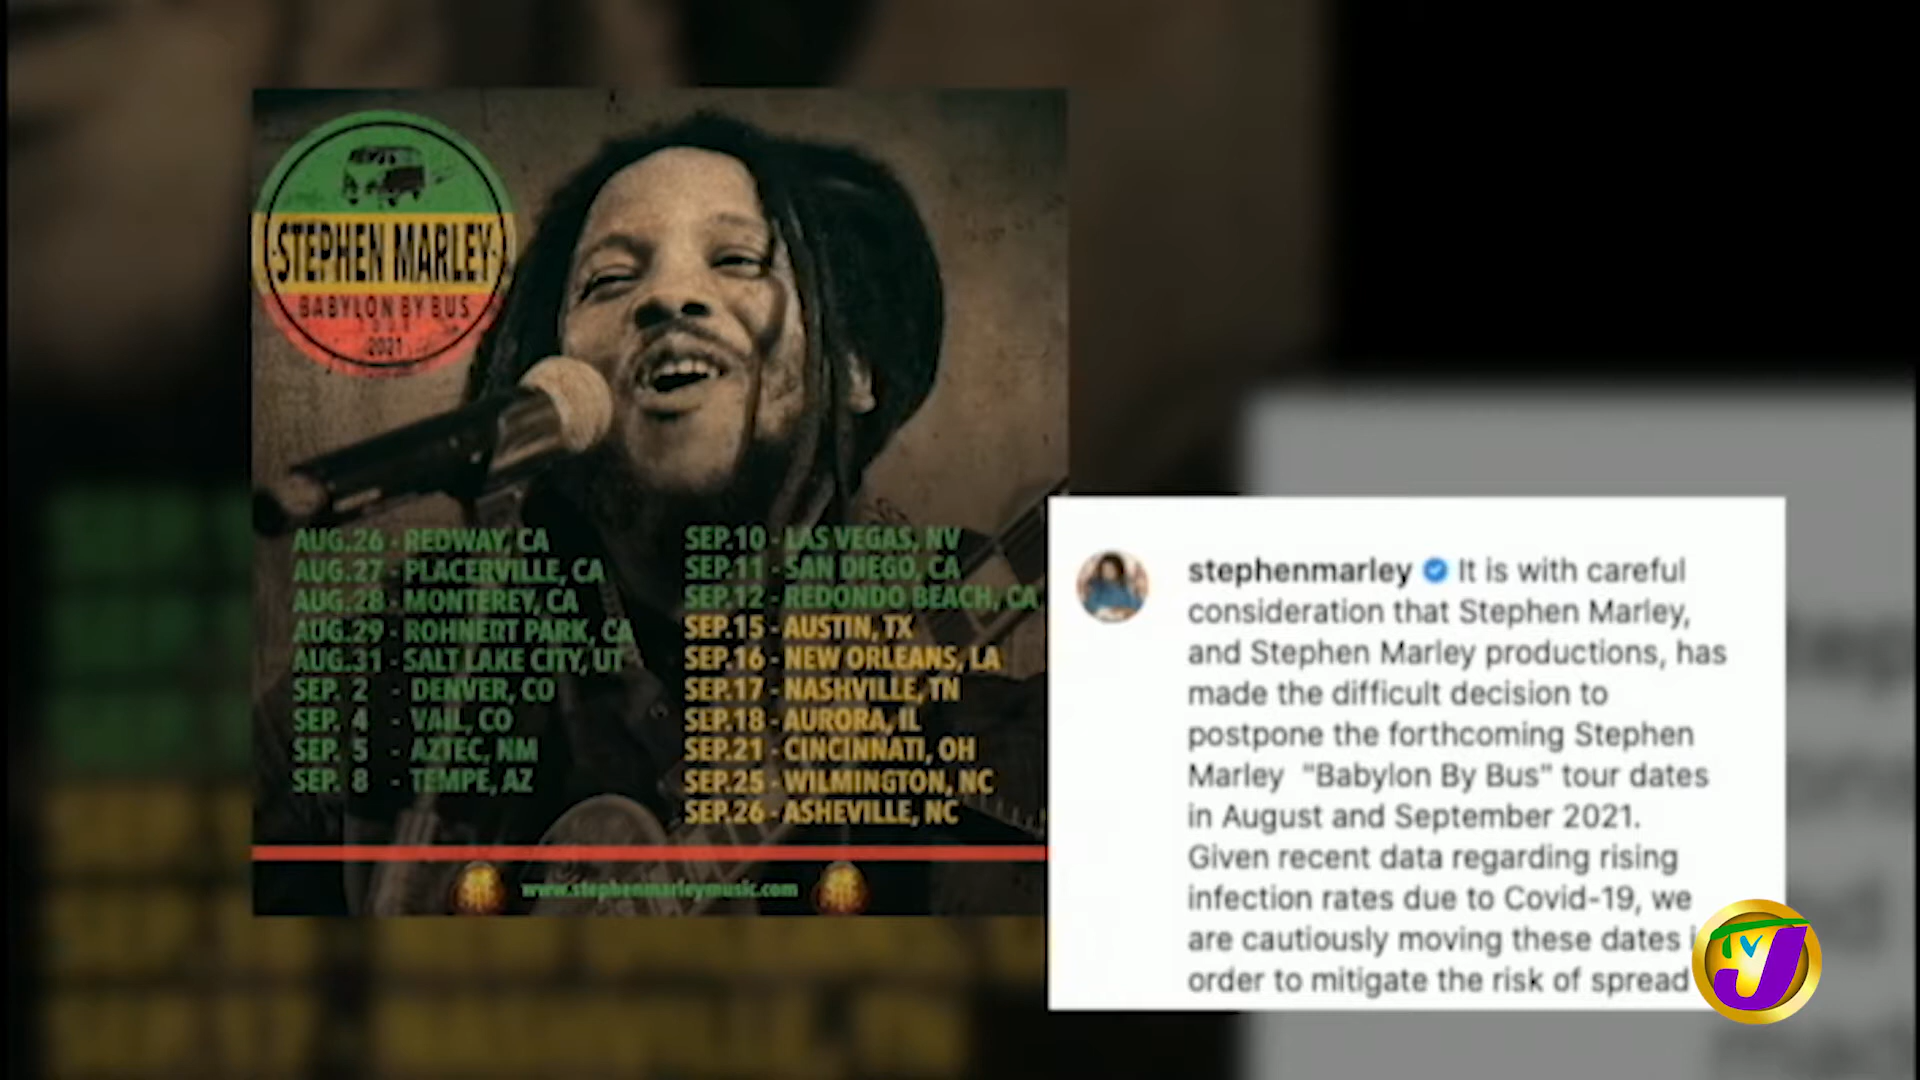 STEPHEN MARLEY
BABYLON BY BUS
TOUR
2021
AUG.26 - REDWAY, CA
AUG.27 - PLACERVILLE, CA
AUG.28 - MONTEREY, CA
AUG.29 - ROHNERT PARK, CA
AUG.31 - SALT LAKE CITY, UT
SEP. 2 - DENVER, CO
SEP. 4 - VAIL, CO
SEP. 5 - AZTEC, NM
SEP. 8 - TEMPE, AZ
SEP.10 - LAS VEGAS, NV
SEP.11 - SAN DIEGO, CA
SEP.12 - REDONDO BEACH, CA
SEP.15 - AUSTIN, TX
SEP.16 - NEW ORLEANS, LA
SEP.17 - NASHVILLE, TN
SEP.18 - AURORA, IL
SEP.21 - CINCINNATI, OH
SEP.25 - WILMINGTON, NC
SEP.26 - ASHEVILLE, NC
www.stephenmarleymusic.com
stephenmarley It is with careful
consideration that Stephen Marley,
and Stephen Marley productions, has
made the difficult decision to
postpone the forthcoming Stephen
Marley "Babylon By Bus" tour dates
in August and September 2021.
Given recent data regarding rising
infection rates due to Covid-19, we
are cautiously moving these dates
order to mitigate the risk of spread
TVJ